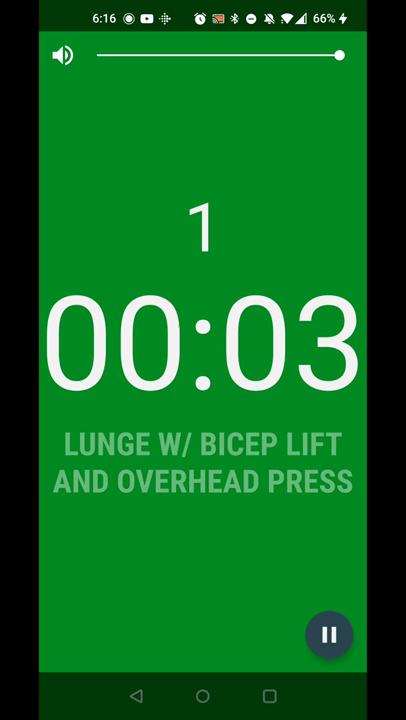 6:16
66%
1
00:03
LUNGE W/ BICEP LIFT
AND OVERHEAD PRESS